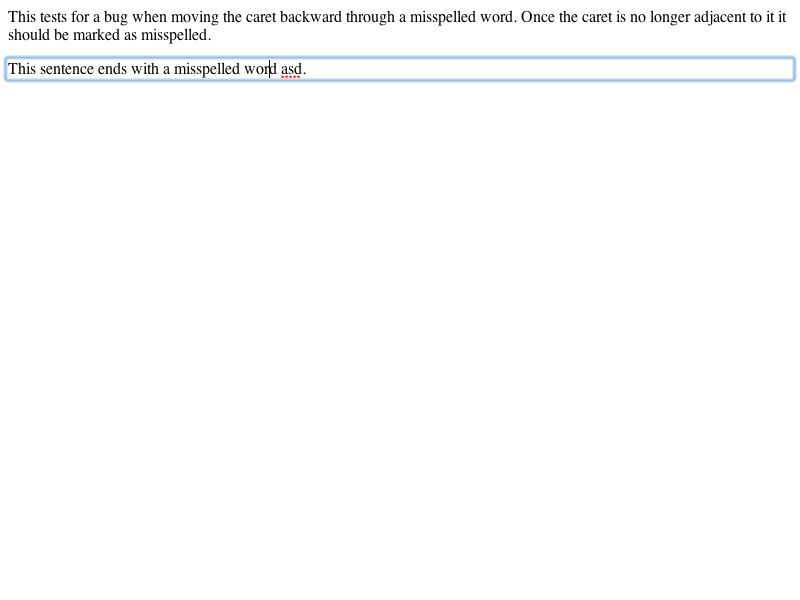 This tests for a bug when moving the caret backward through a misspelled word. Once the caret is no longer adjacent to it it
should be marked as misspelled.
This sentence ends with a misspelled word asd.